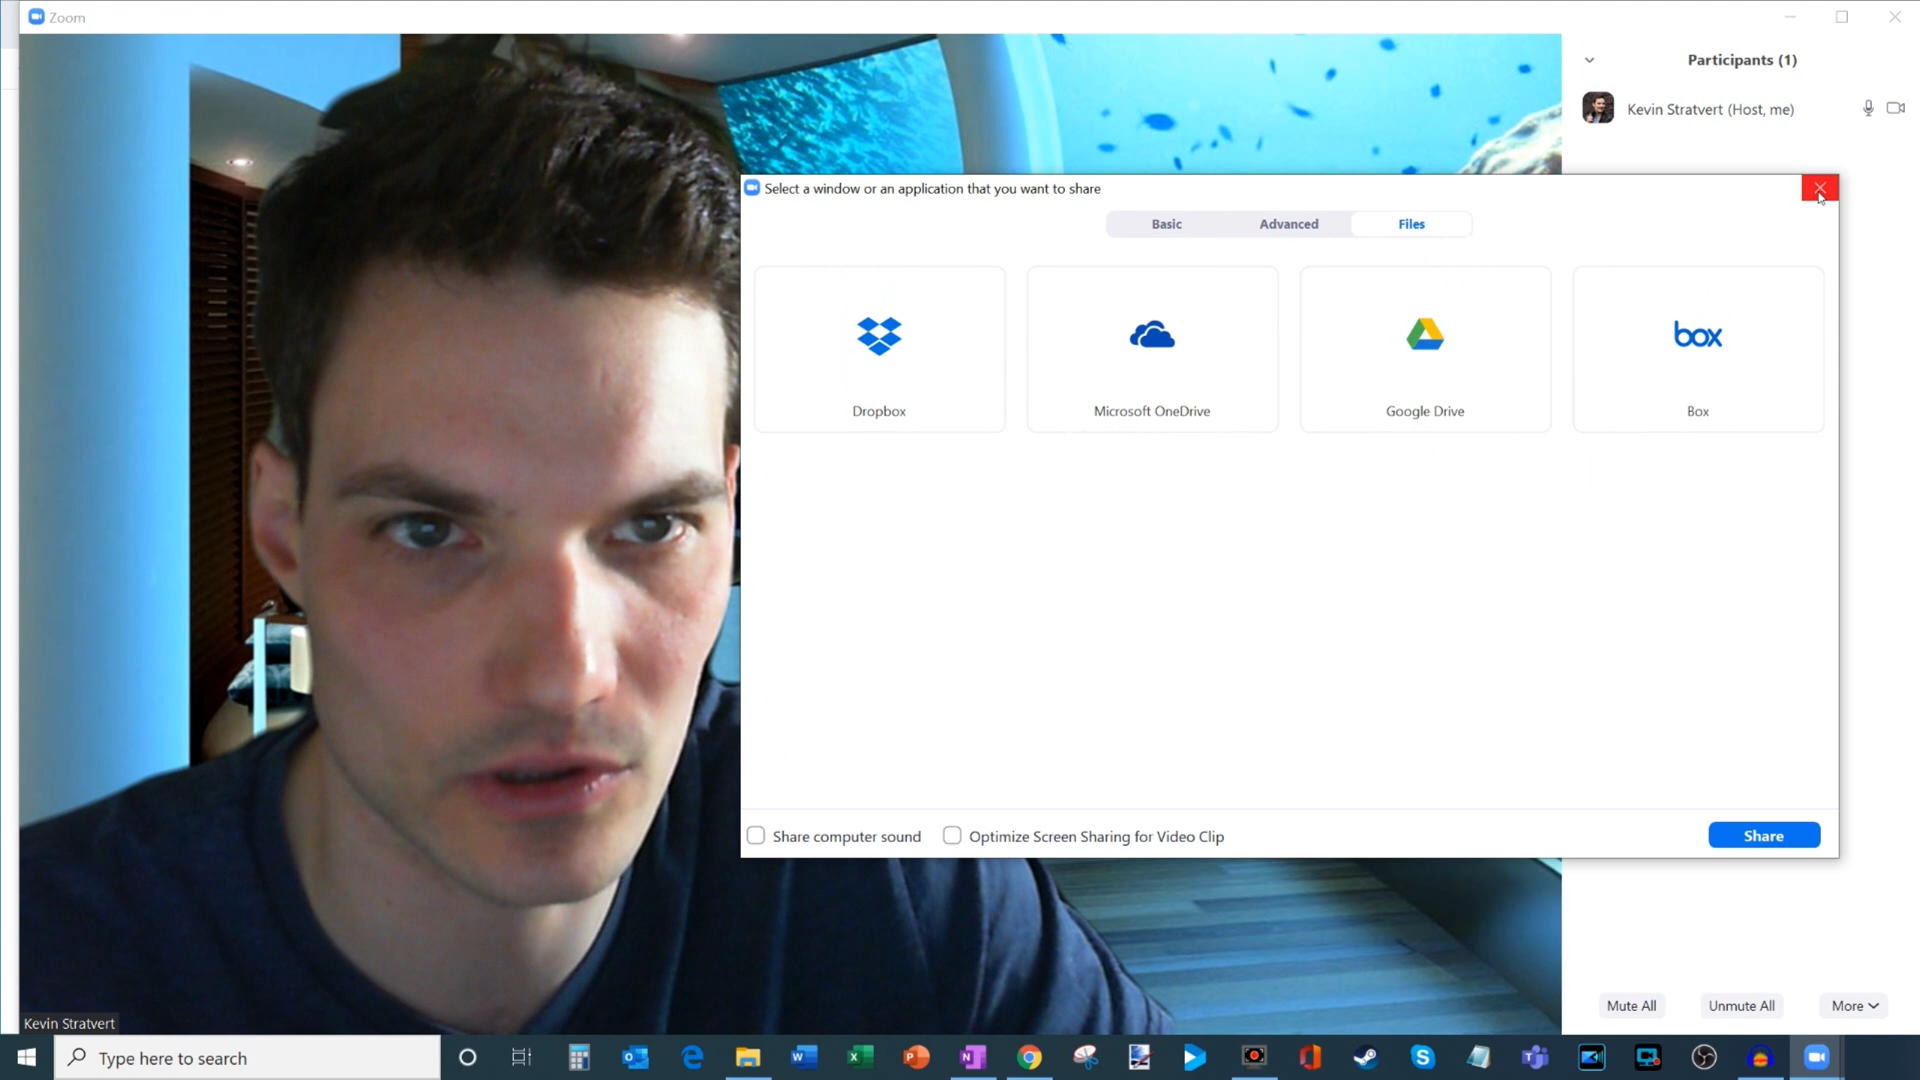 Zoom
Participants (1)
Kevin Stratvert (Host, me)
Select a window or an application that you want to share
Basic
Advanced
Files
box
Dropbox
Microsoft OneDrive
Google Drive
Box
Share computer sound
Optimize Screen Sharing for Video Clip
Share
Mute All
Unmute All
More
Kevin Stratvert
Type here to search